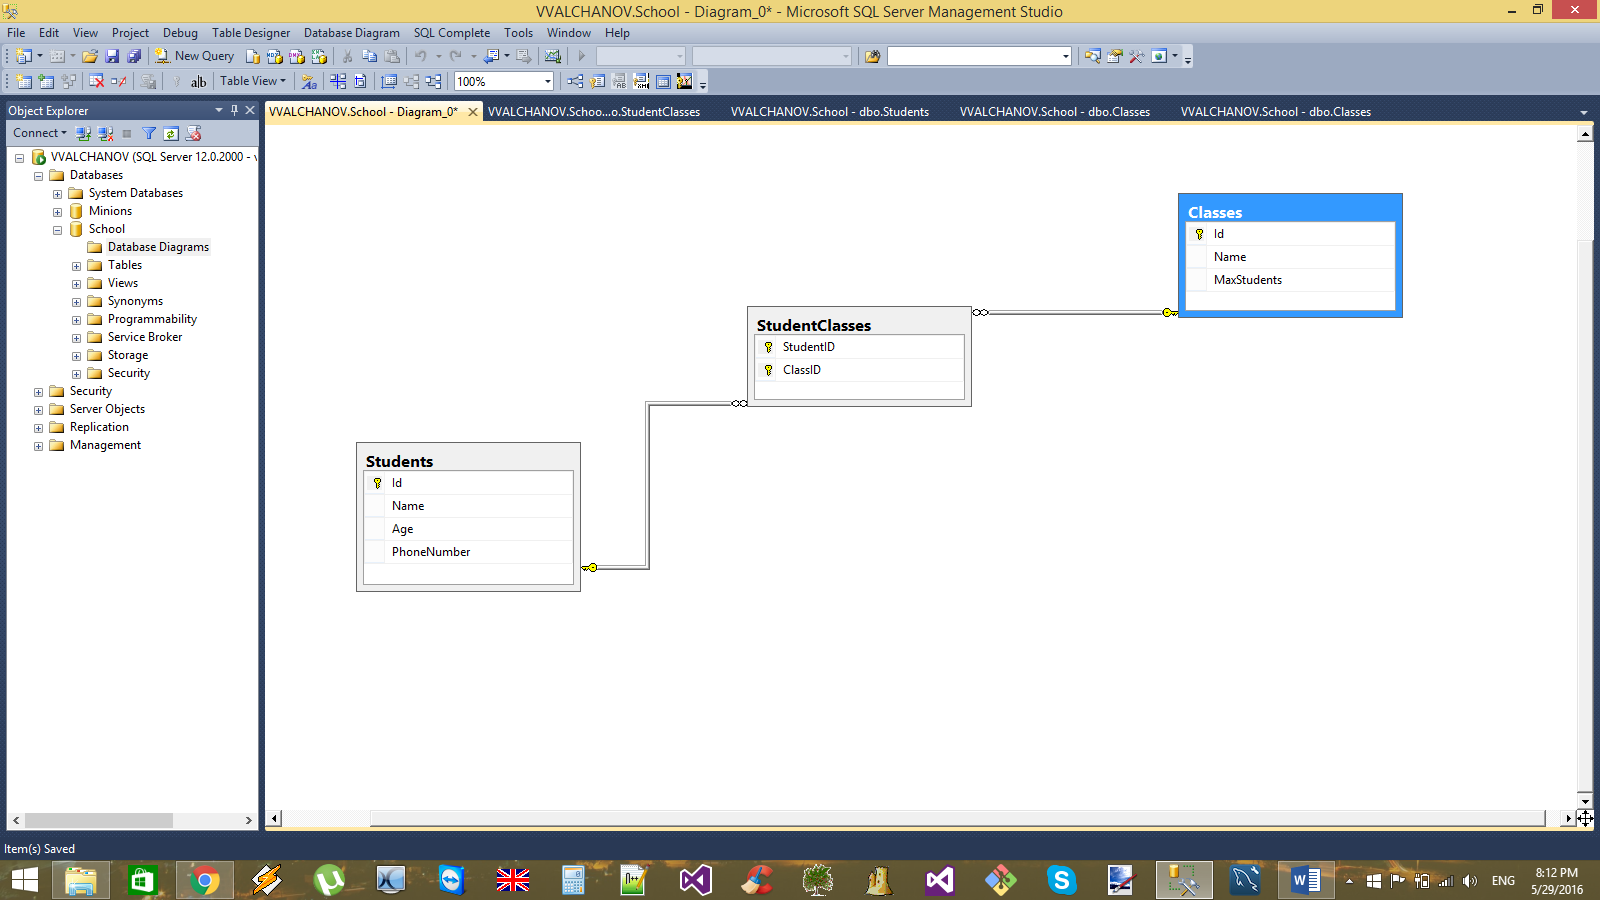 VVALCHANOV.School - Diagram_0* - Microsoft SQL Server Management Studio
File Edit View Project Debug Table Designer Database Diagram SQL Complete Tools Window Help
New Query
ab Table View 100%
Object Explorer
VVALCHANOV.School - Diagram_0* VVALCHANOV.Schoo...o.StudentClasses VVALCHANOV.School - dbo.Students VVALCHANOV.School - dbo.Classes VVALCHANOV.School - dbo.Classes
Connect
VVALCHANOV (SQL Server 12.0.2000 - v
Databases
System Databases
Minions
School
Database Diagrams
Tables
Views
Synonyms
Programmability
Service Broker
Storage
Security
Security
Server Objects
Replication
Management
Classes
Id
Name
MaxStudents
StudentClasses
StudentID
ClassID
Students
Id
Name
Age
PhoneNumber
Item(s) Saved
ENG
8:12 PM
5/29/2016